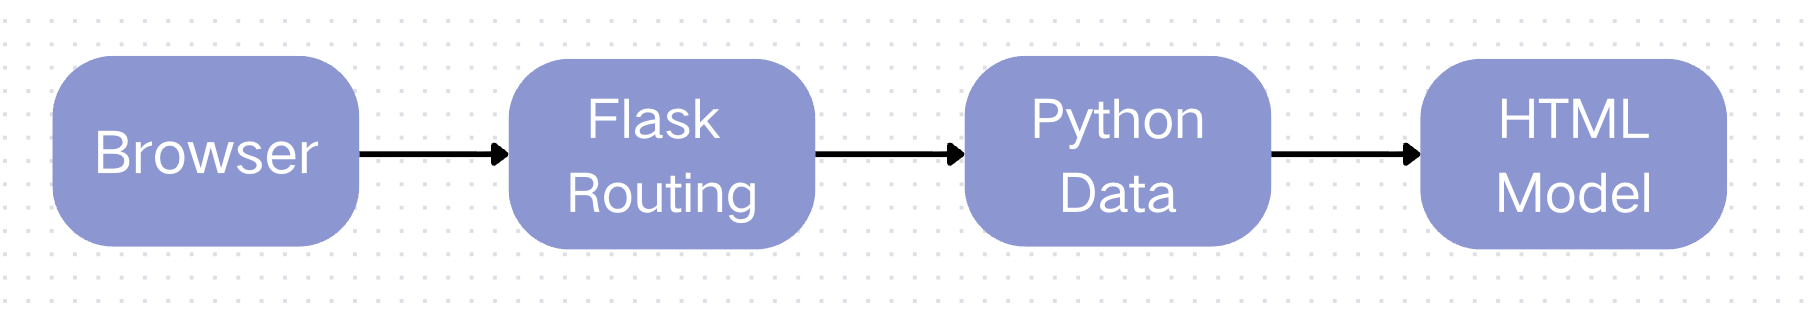 Browser
Flask
Routing
Python
Data
HTML
Model